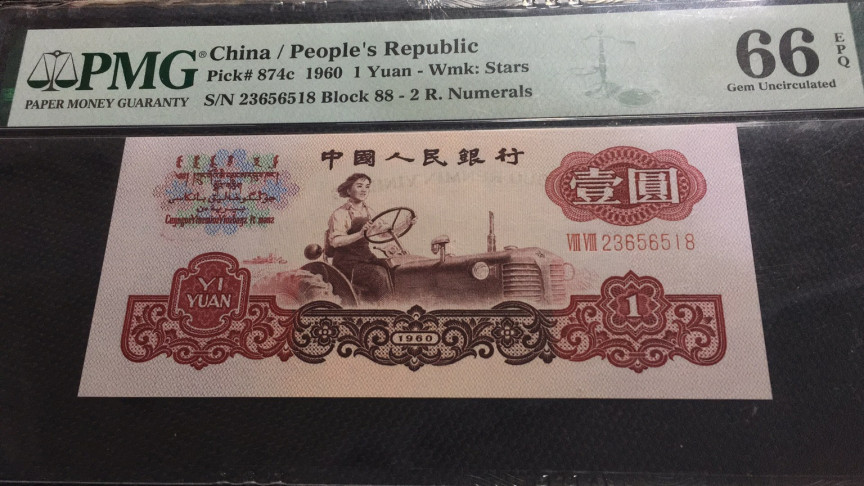 PMG® China / People's Republic
Pick# 874c 1960 1 Yuan - Wmk: Stars
PAPER MONEY GUARANTY
S/N 23656518 Block 88 - 2 R. Numerals
66 EPQ
Gem Uncirculated
中國人民銀行
壹圓
VIII VIII 23656518
YI
YUAN
1
1960